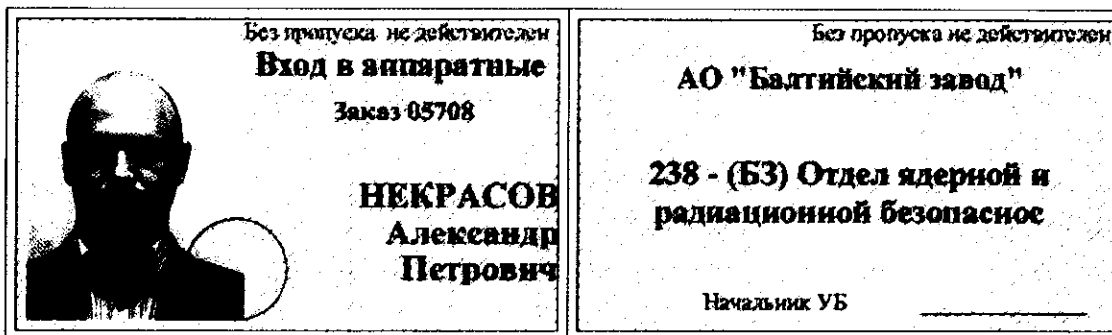 Без пропуска не действителен
Вход в аппаратные
Заказ 05708
НЕКРАСОВ
Александр
Петрович
Без пропуска не действителен
АО "Балтийский завод"
238 - (БЗ) Отдел ядерной и
радиационной безопаснос
Начальник УБ